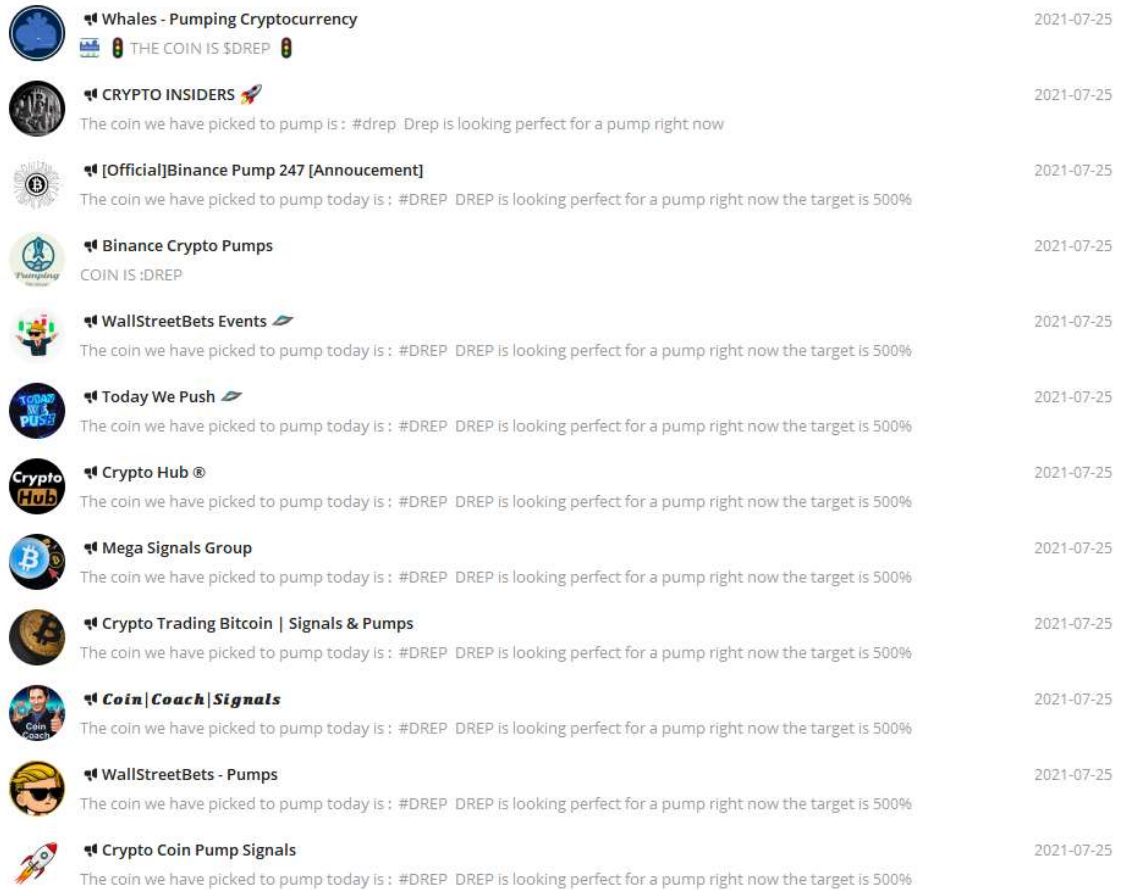 Whales - Pumping Cryptocurrency 2021-07-25
THE COIN IS $DREP
CRYPTO INSIDERS 🚀 2021-07-25
The coin we have picked to pump is : #drep Drep is looking perfect for a pump right now
[Official]Binance Pump 247 [Annoucement] 2021-07-25
The coin we have picked to pump today is : #DREP DREP is looking perfect for a pump right now the target is 500%
Binance Crypto Pumps 2021-07-25
Pumping
COIN IS :DREP
WallStreetBets Events 2021-07-25
The coin we have picked to pump today is : #DREP DREP is looking perfect for a pump right now the target is 500%
Today We Push 2021-07-25
TODAY
WE
PUSH
The coin we have picked to pump today is : #DREP DREP is looking perfect for a pump right now the target is 500%
Crypto Hub ® 2021-07-25
Crypto
Hub
The coin we have picked to pump today is : #DREP DREP is looking perfect for a pump right now the target is 500%
Mega Signals Group 2021-07-25
The coin we have picked to pump today is : #DREP DREP is looking perfect for a pump right now the target is 500%
Crypto Trading Bitcoin | Signals & Pumps 2021-07-25
The coin we have picked to pump today is : #DREP DREP is looking perfect for a pump right now the target is 500%
Coin|Coach|Signals 2021-07-25
Coin
Coach
The coin we have picked to pump today is : #DREP DREP is looking perfect for a pump right now the target is 500%
WallStreetBets - Pumps 2021-07-25
The coin we have picked to pump today is : #DREP DREP is looking perfect for a pump right now the target is 500%
Crypto Coin Pump Signals 2021-07-25
The coin we have picked to pump today is : #DREP DREP is looking perfect for a pump right now the target is 500%